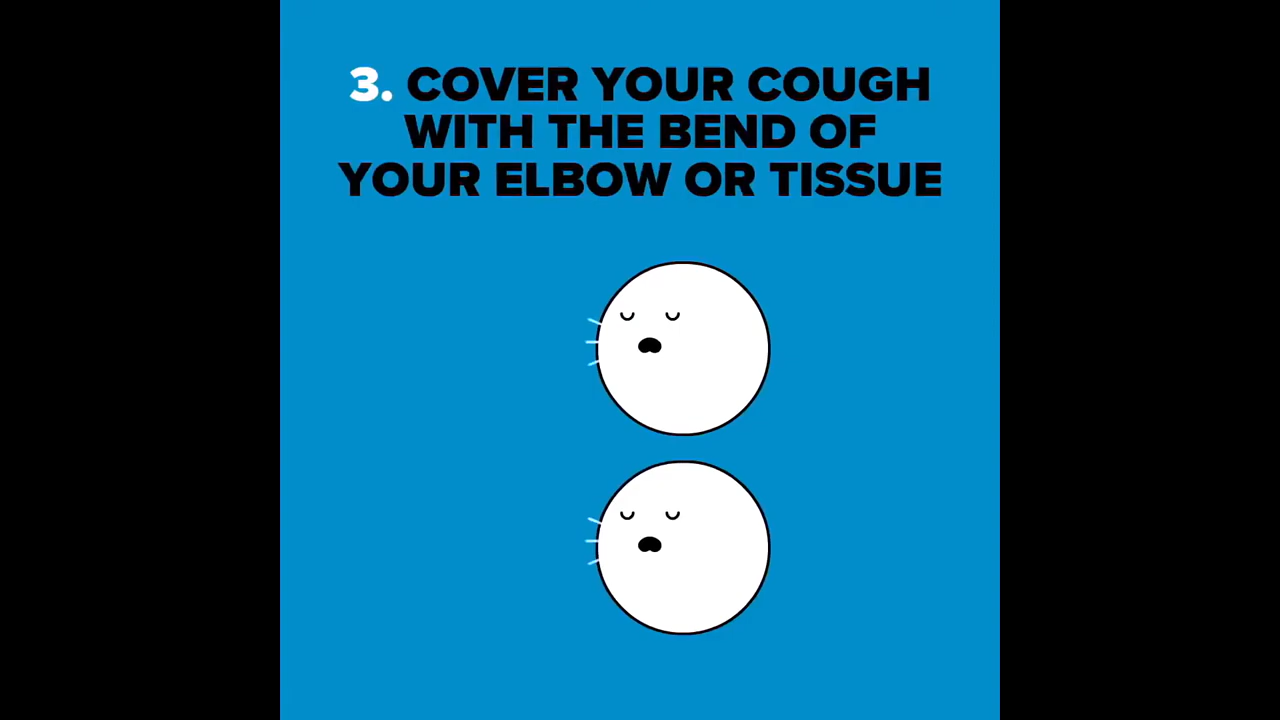 3. COVER YOUR COUGH
WITH THE BEND OF
YOUR ELBOW OR TISSUE